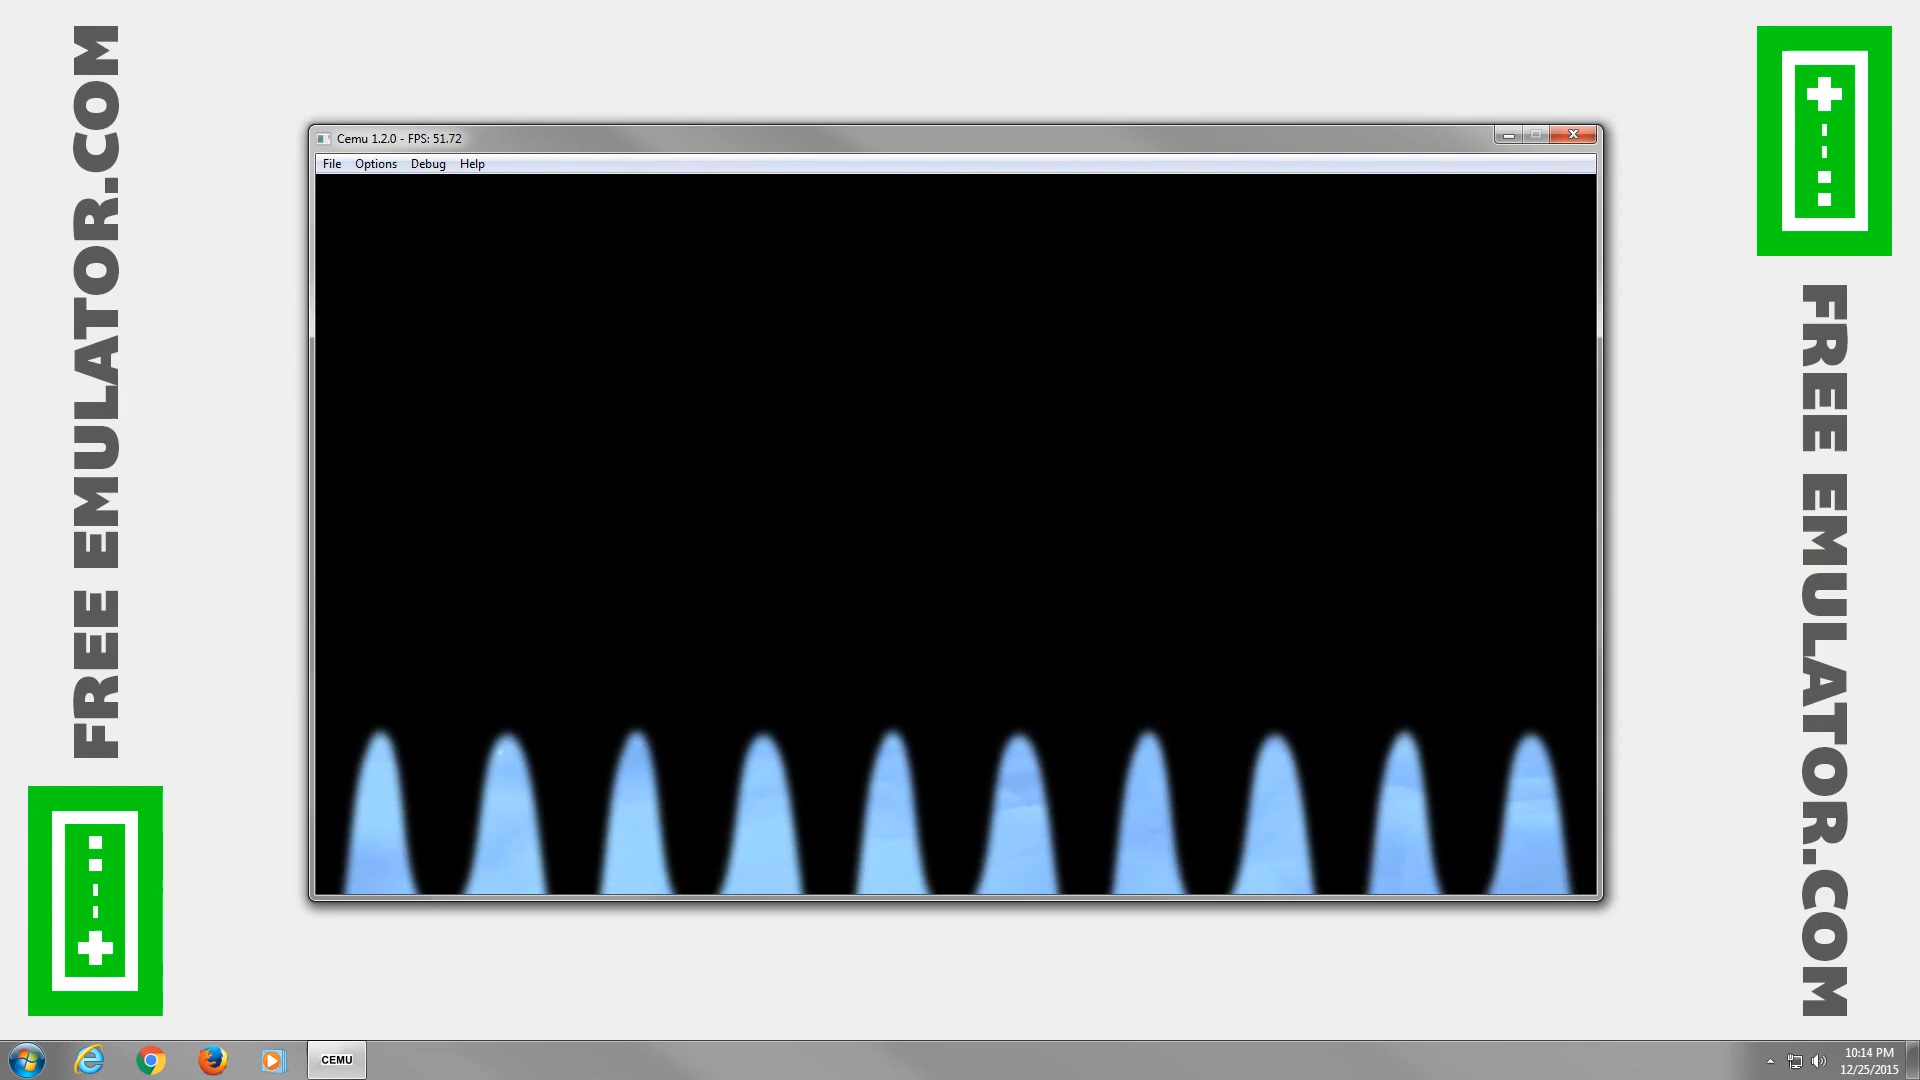 FREE EMULATOR.COM
Cemu 1.2.0 - FPS: 51.72
File Options Debug Help
FREE EMULATOR.COM
CEMU
10:14 PM
12/25/2015